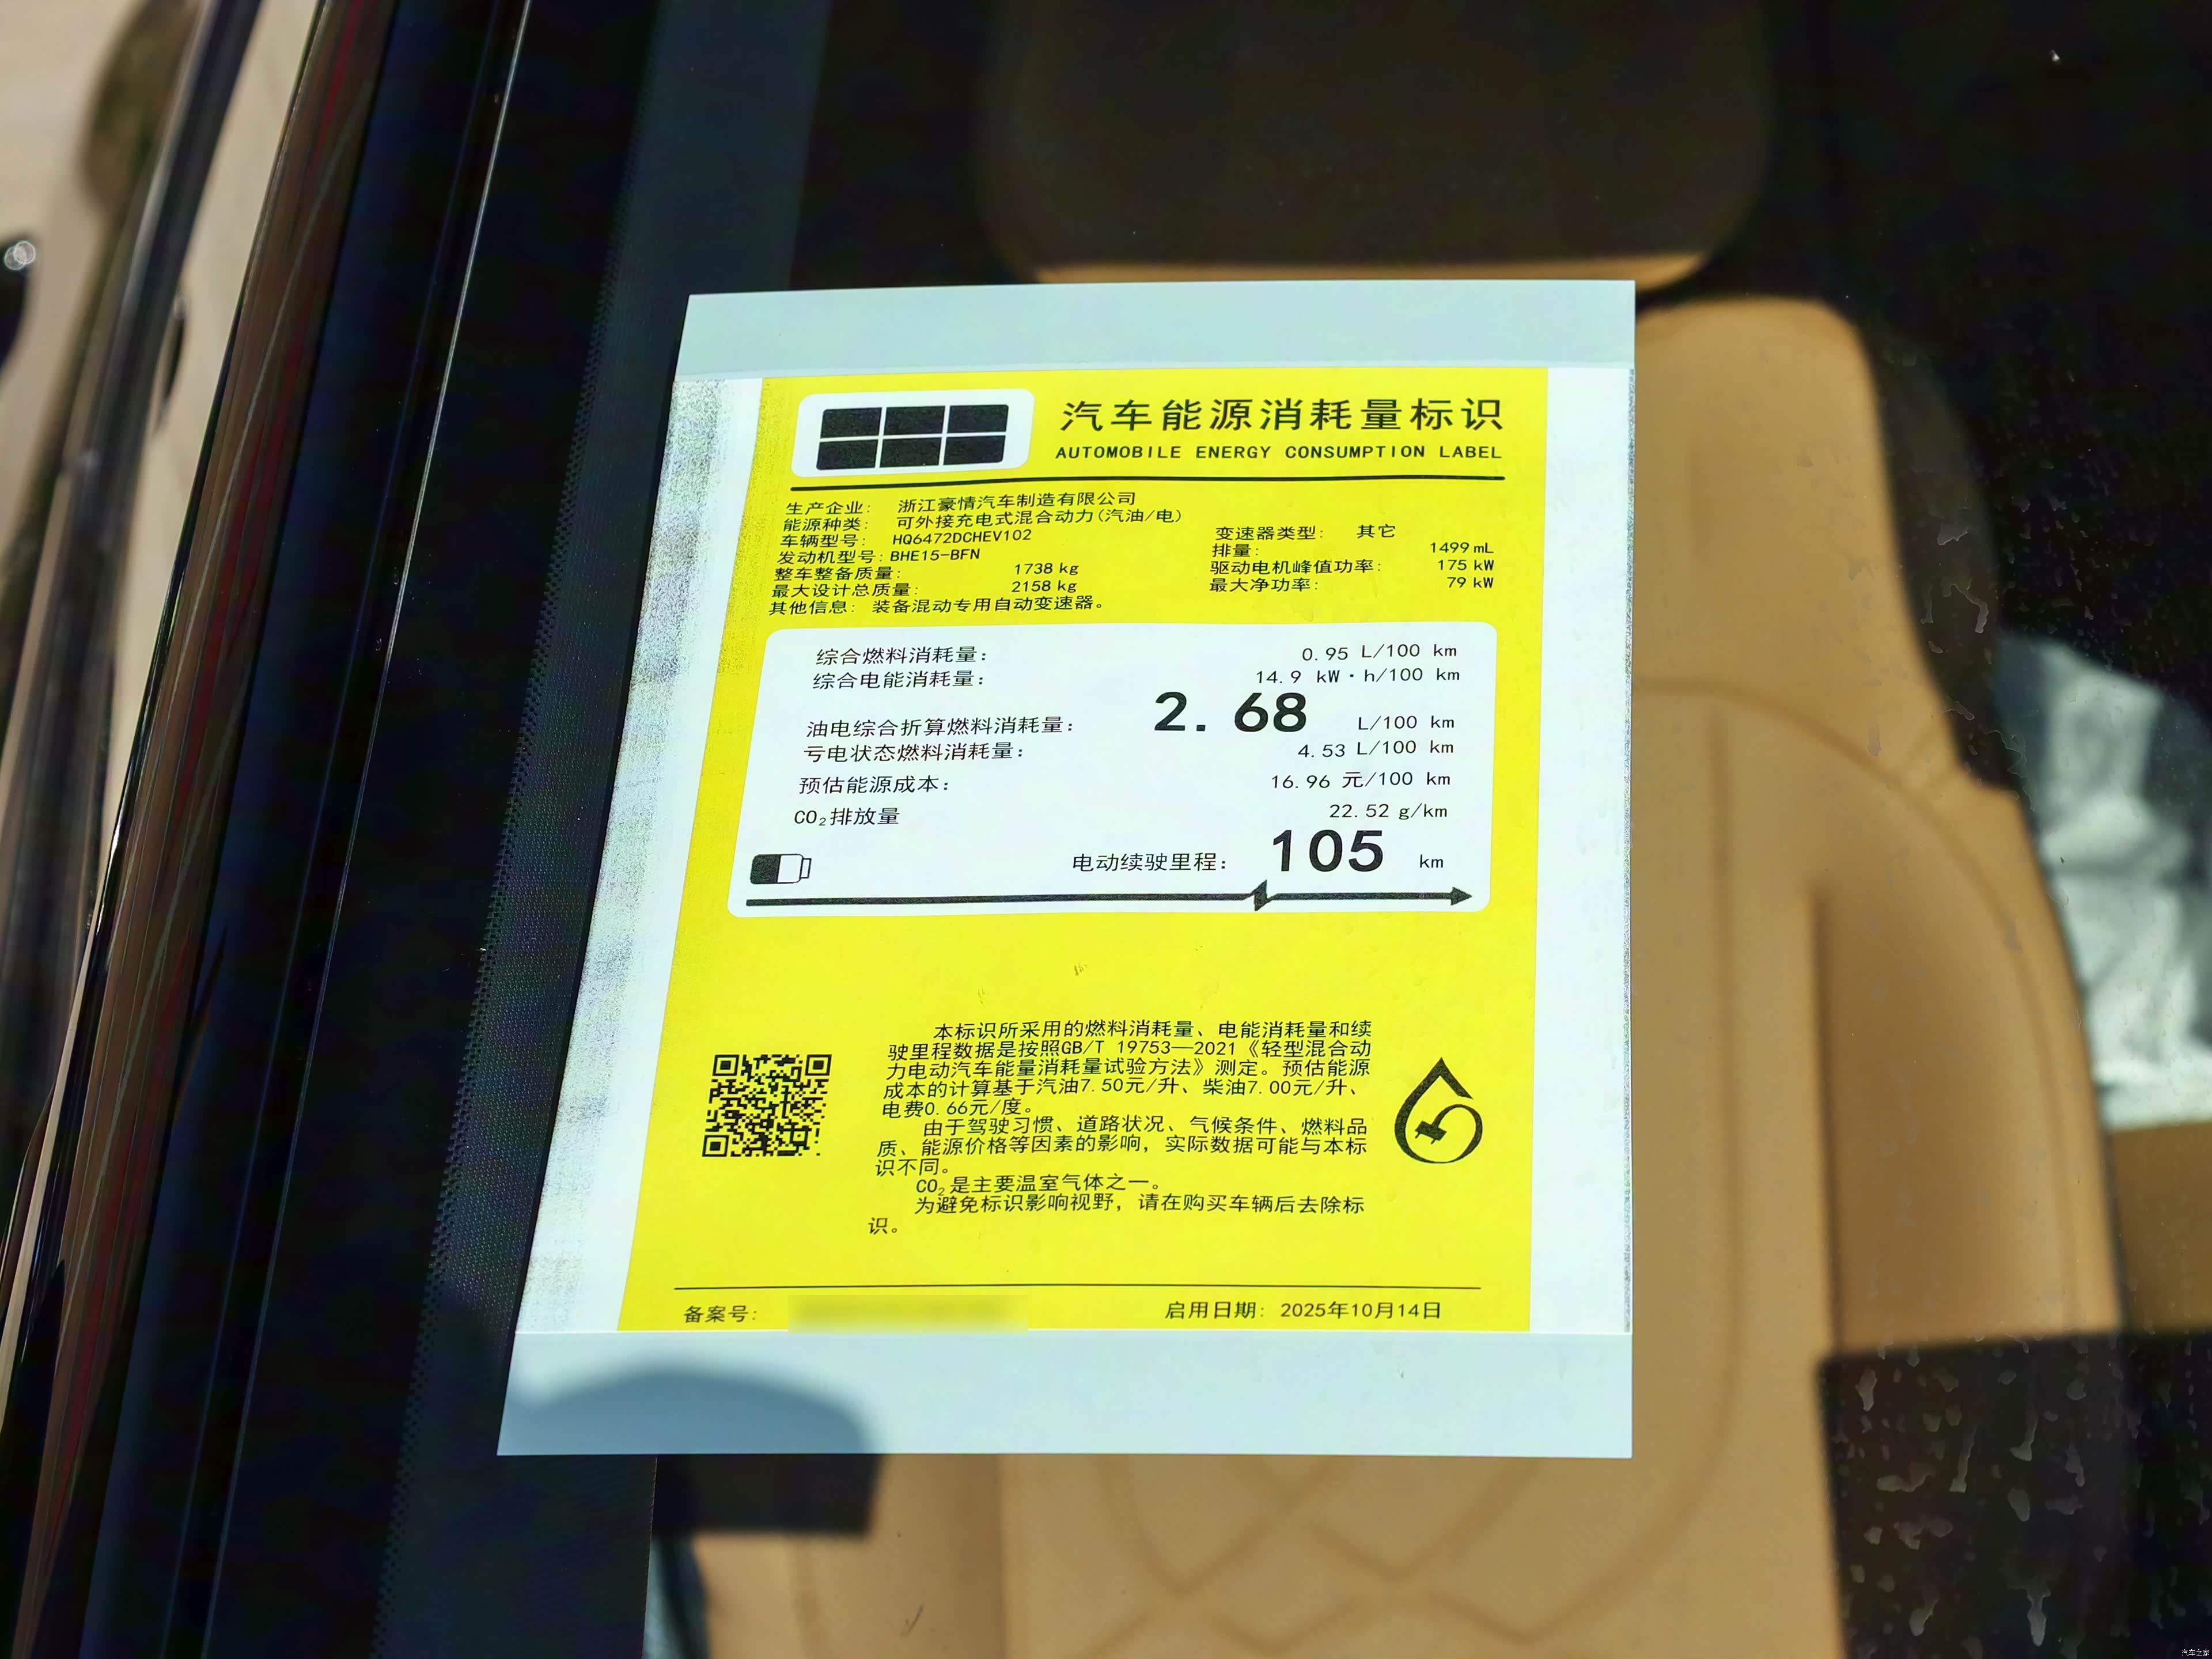 汽车能源消耗量标识
AUTOMOBILE ENERGY CONSUMPTION LABEL
生产企业： 浙江豪情汽车制造有限公司
能源种类： 可外接充电式混合动力(汽油/电)
车辆型号： HQ6472DCHEV102 变速器类型： 其它
发动机型号：BHE15-BFN 排量： 1499 mL
整车整备质量： 1738 kg 驱动电机峰值功率： 175 kW
最大设计总质量： 2158 kg 最大净功率： 79 kW
其他信息： 装备混动专用自动变速器。
综合燃料消耗量： 0.95 L/100 km
综合电能消耗量： 14.9 kW·h/100 km
油电综合折算燃料消耗量： 2.68 L/100 km
亏电状态燃料消耗量： 4.53 L/100 km
预估能源成本： 16.96 元/100 km
CO₂排放量 22.52 g/km
电动续驶里程： 105 km
本标识所采用的燃料消耗量、电能消耗量和续
驶里程数据是按照GB/T 19753—2021《轻型混合动
力电动汽车能量消耗量试验方法》测定。预估能源
成本的计算基于汽油7.50元/升、柴油7.00元/升、
电费0.66元/度。
由于驾驶习惯、道路状况、气候条件、燃料品
质、能源价格等因素的影响，实际数据可能与本标
识不同。
CO₂是主要温室气体之一。
为避免标识影响视野，请在购买车辆后去除标
识。
备案号： 启用日期： 2025年10月14日
汽车之家